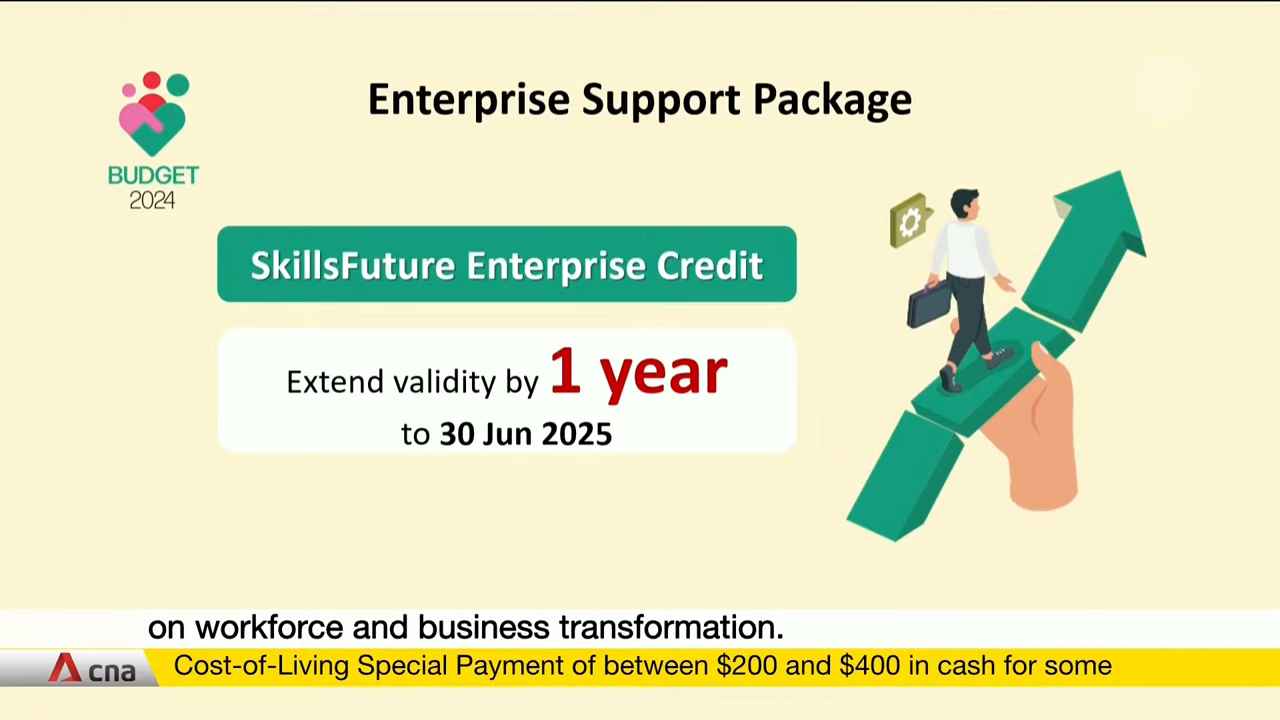 Enterprise Support Package
BUDGET
2024
SkillsFuture Enterprise Credit
Extend validity by 1 year
to 30 Jun 2025
on workforce and business transformation.
cna
Cost-of-Living Special Payment of between $200 and $400 in cash for some